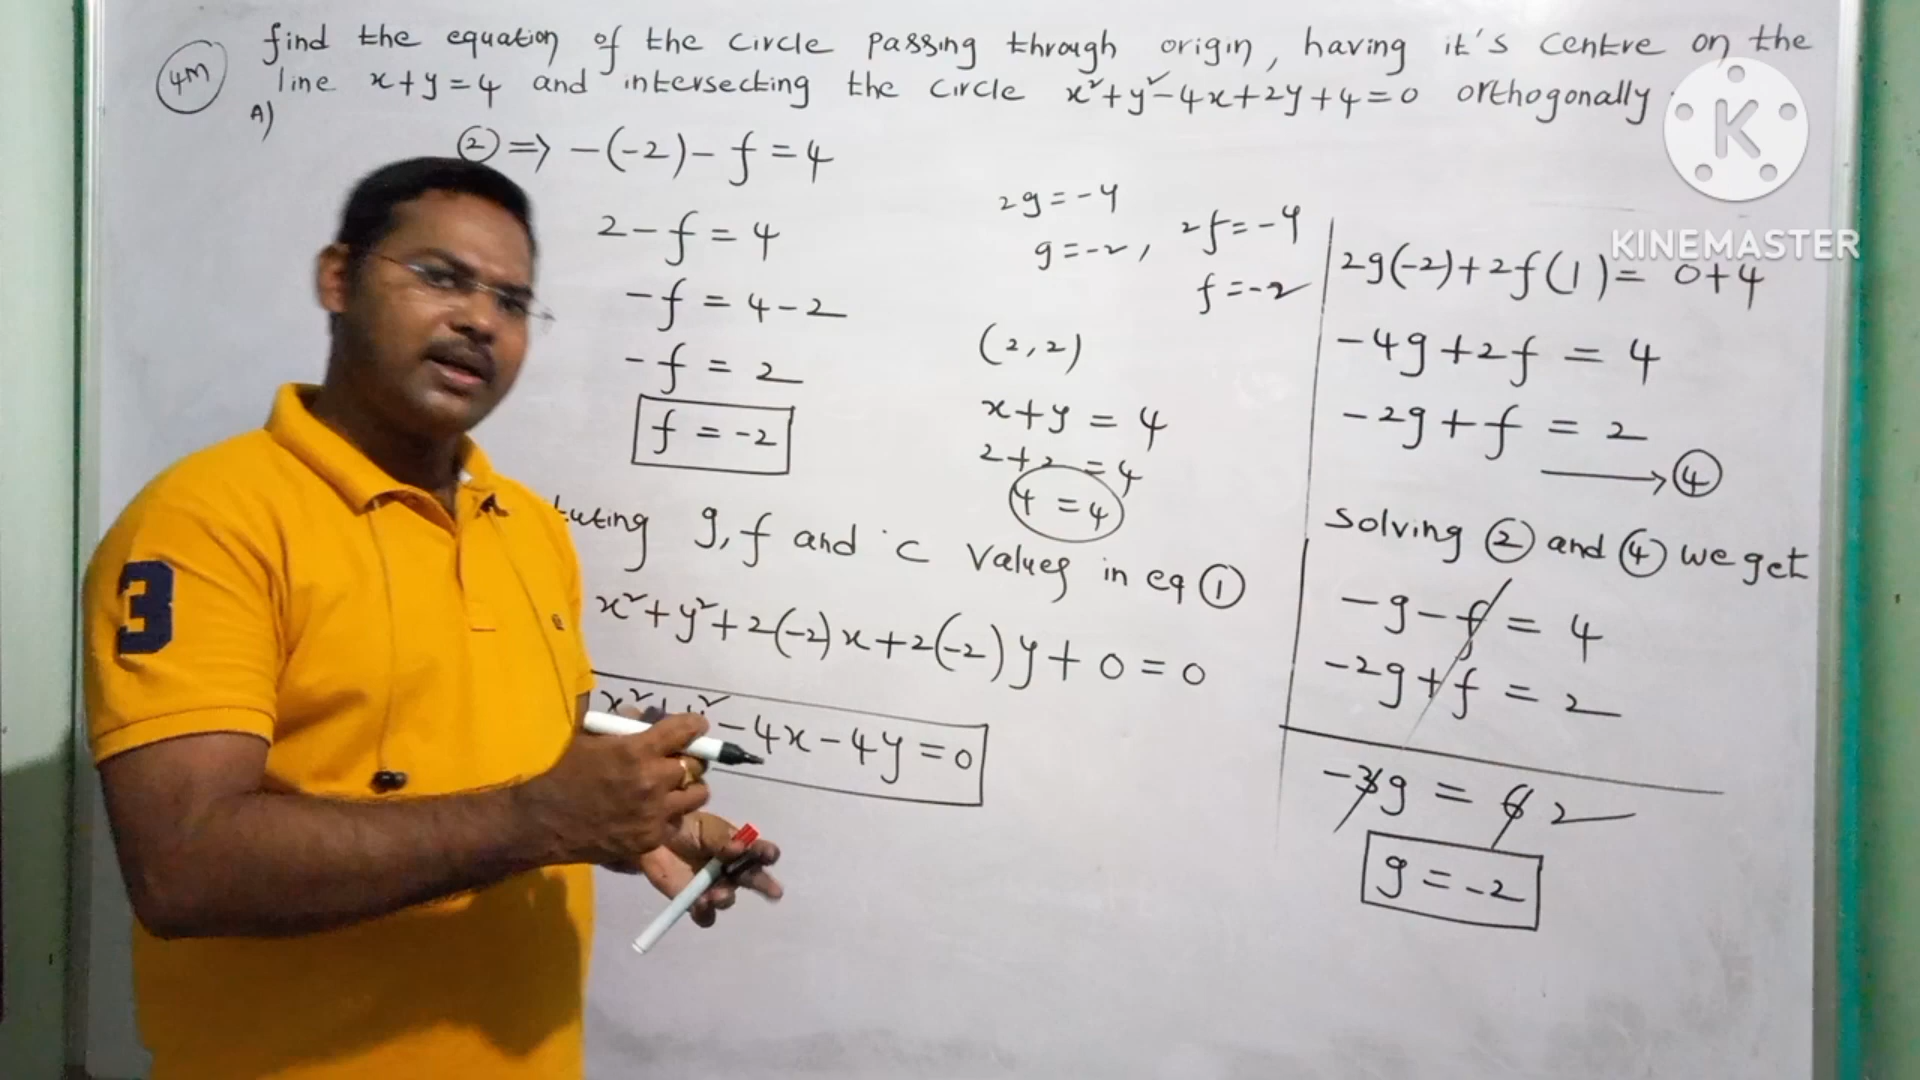 4M
find the equation of the circle passing through origin, having it's centre on the
line x+y=4 and intersecting the circle x²+y²-4x+2y+4=0 orthogonally
A)
② ⇒ -(-2)-f=4
2-f=4
-f=4-2
-f=2
f=-2
g, f and c values in eq ①
x²+y²+2(-2)x+2(-2)y+0=0
-4x-4y=0
2g=-4
g=-2,
2f=-4
f=-2
(2,2)
x+y=4
2+2=4
4=4
2g(-2)+2f(1)=0+4
-4g+2f=4
-2g+f=2
→④
Solving ② and ④ we get
-g-f=4
-2g+f=2
-3g=6 2
g=-2
3
K
KINEMASTER